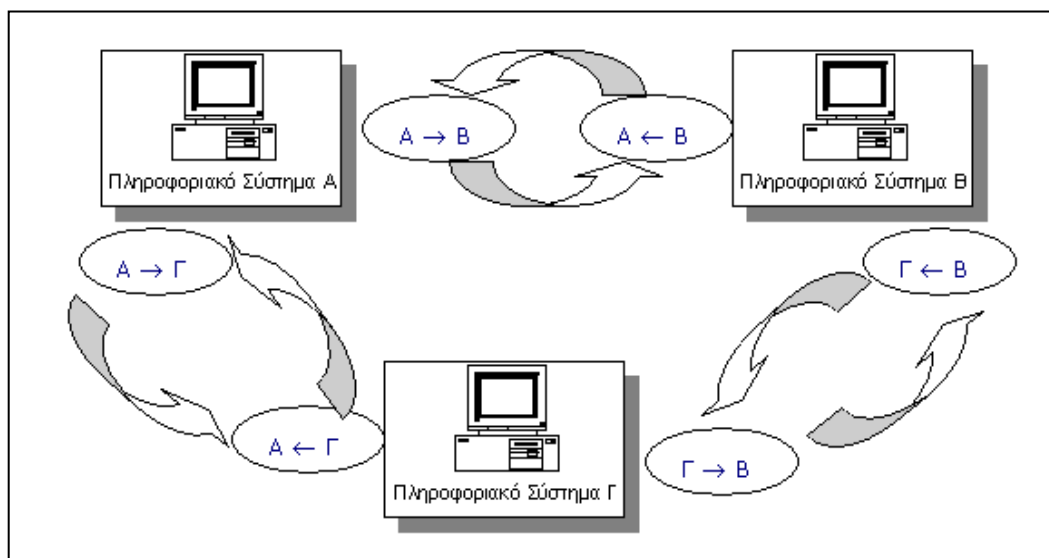 Α → Β
Α ← Β
Πληροφοριακό Σύστημα Α
Πληροφοριακό Σύστημα Β
Α → Γ
Γ ← Β
Α ← Γ
Γ → Β
Πληροφοριακό Σύστημα Γ